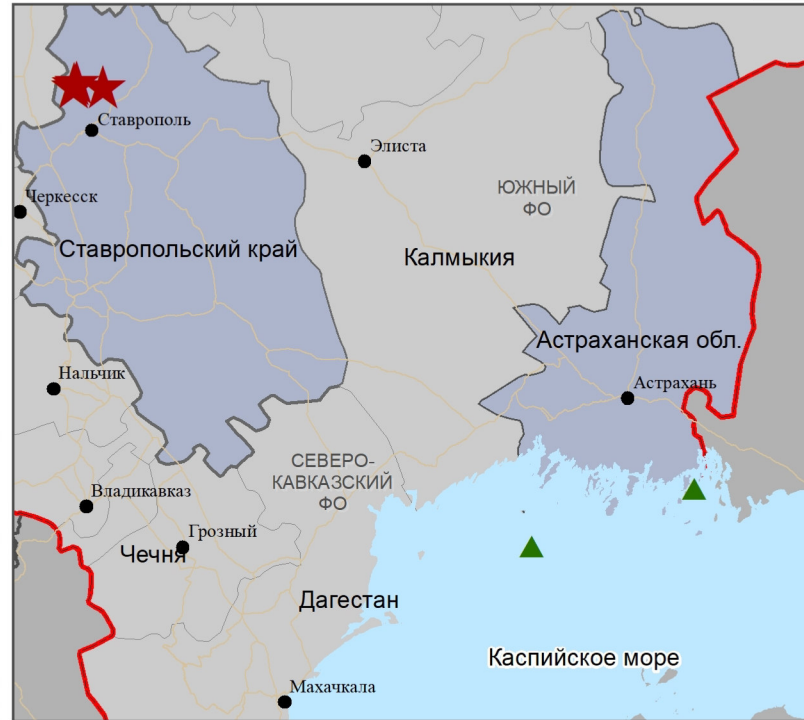 Ставрополь
Элиста
ЮЖНЫЙ
ФО
Черкесск
Ставропольский край
Калмыкия
Астраханская обл.
Нальчик
Астрахань
СЕВЕРО-
КАВКАЗСКИЙ
ФО
Владикавказ
Грозный
Чечня
Дагестан
Каспийское море
Махачкала